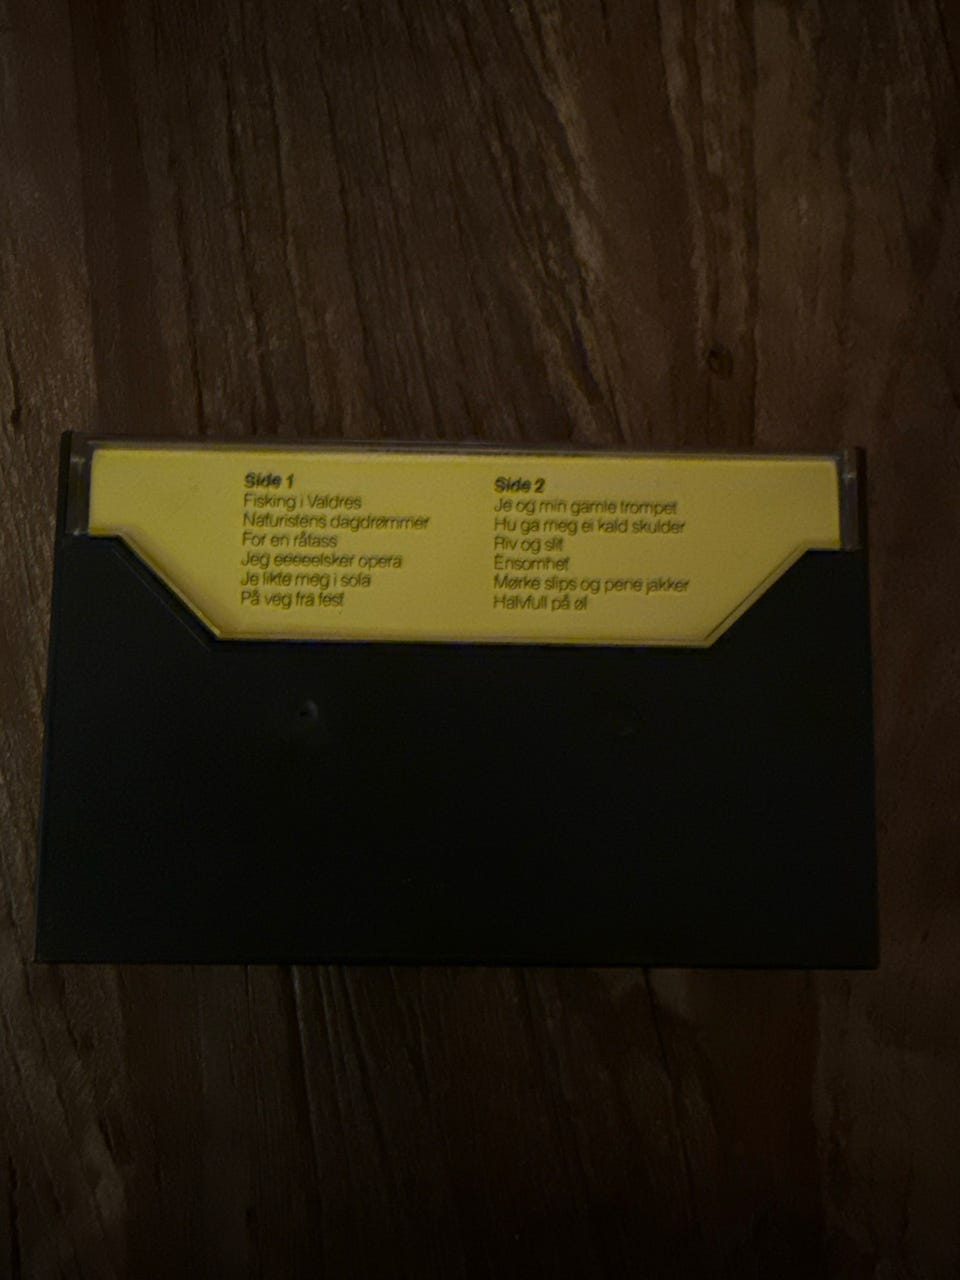 Side 1
Fisking i Valdres
Naturistens dagdrømmer
For en råtass
Jeg eeeeelsker opera
Je likte meg i sola
På veg fra fest
Side 2
Je og min gamle trompet
Hu ga meg ei kald skulder
Riv og slit
Ensomhet
Mørke slips og pene jakker
Halvfull på øl